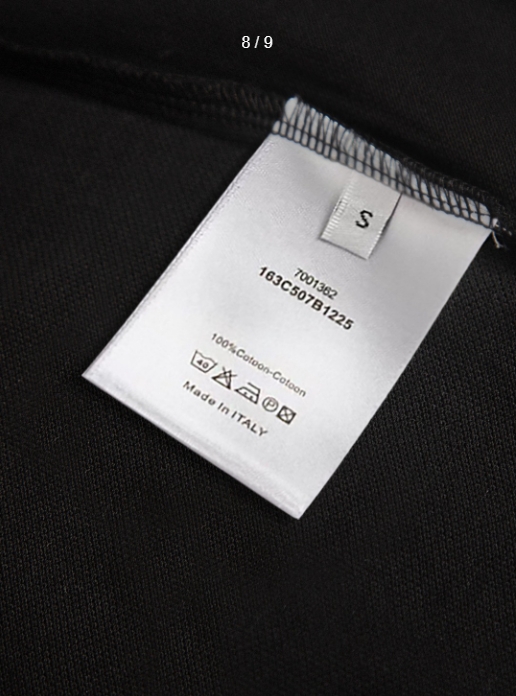 8 / 9
S
7001362
163C507B1225
100%Cotoon-Cotoon
40
P
Made In ITALY